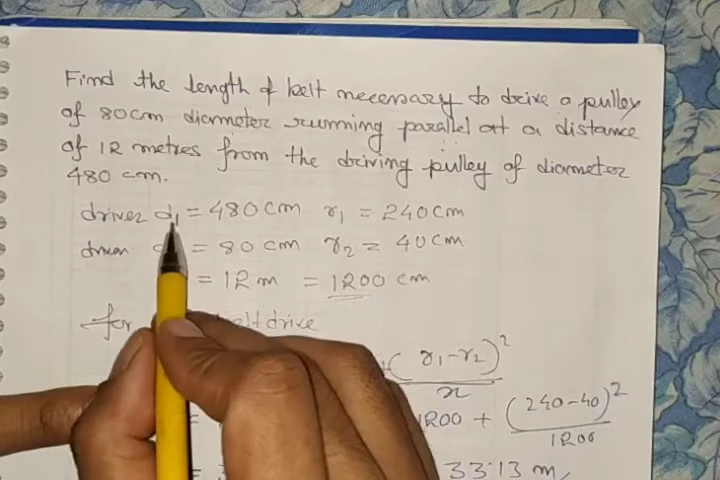 Find the length of belt necessary to drive a pulley
of 80cm diameter running parallel at a distance
of 12 metres from the driving pulley of diameter
480 cm.
driver d₁ = 480 cm r₁ = 240 cm
driven = 80 cm r₂ = 40 cm
= 12 m = 1200 cm
for belt drive
+ (r₁-r₂)²
x
= 1200 + (240-40)²
1200
= 33.13 m,